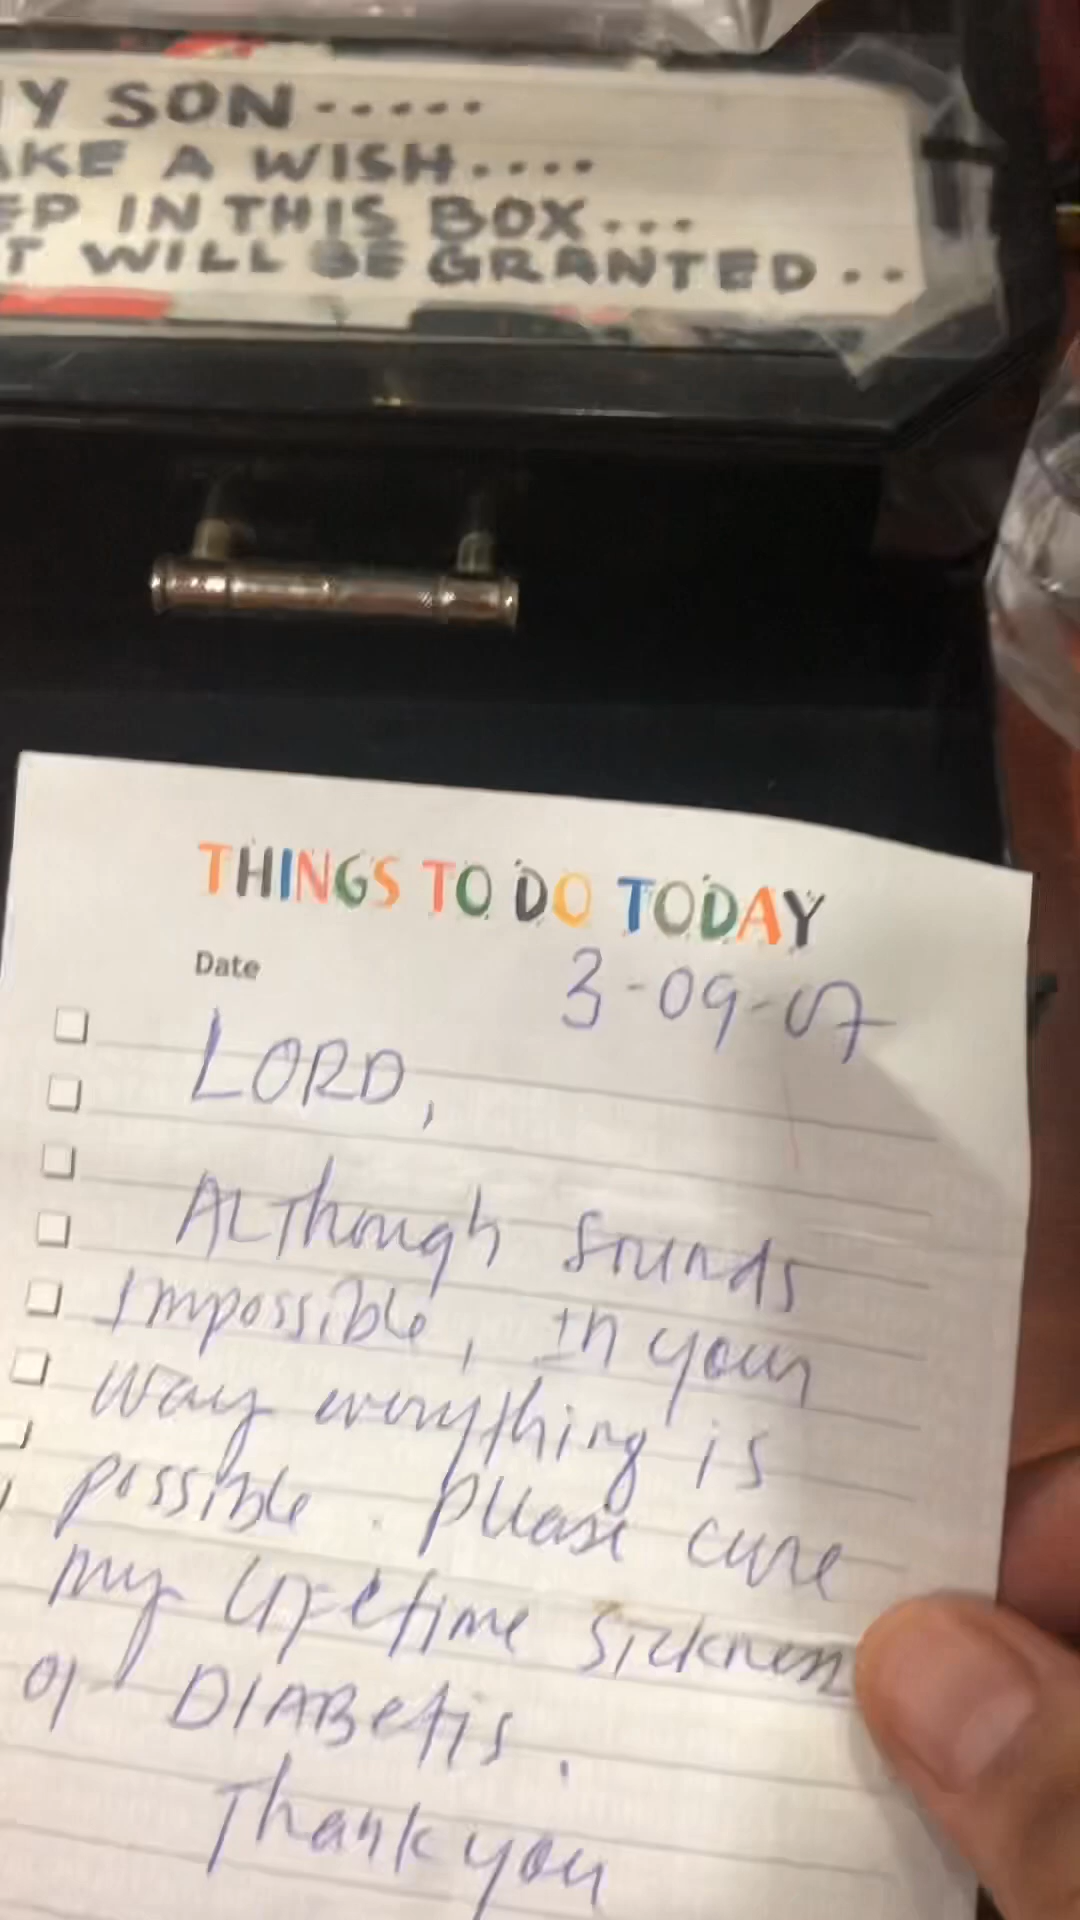 Y SON.....
AKE A WISH....
EP IN THIS BOX...
T WILL BE GRANTED..
THINGS TO DO TODAY
Date 3-09-07
LORD,
ALThough sounds
Impossible, In your
way everything is
possible. please cure
my LIFetime sickness
of DIABetis.
Thank you